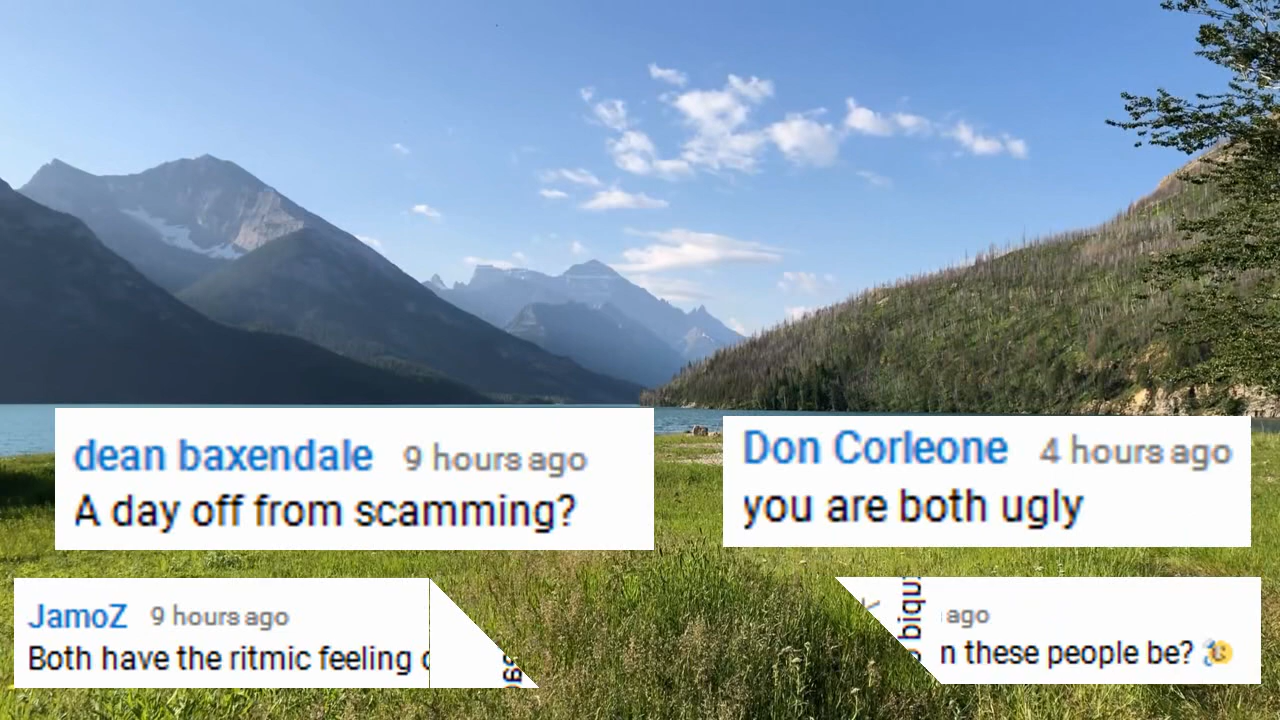 dean baxendale 9 hours ago
A day off from scamming?
Don Corleone 4 hours ago
you are both ugly
JamoZ 9 hours ago
Both have the ritmic feeling
ago
these people be?